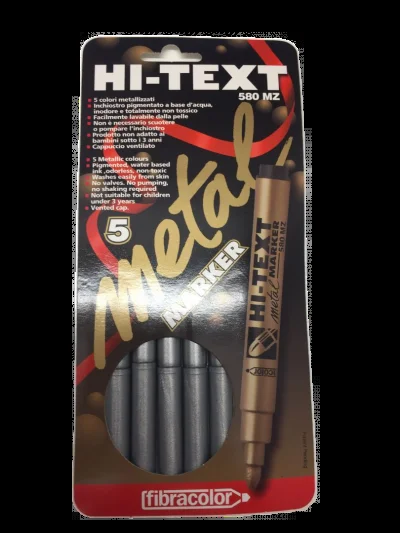 HI-TEXT
580 MZ
5 colori metallizzati
Inchiostro pigmentato a base d'acqua,
inodore e totalmente non tossico
Facilmente lavabile dalla pelle
Non è necessario scuotere
o pompare l'inchiostro
Prodotto non adatto ai
bambini sotto i 3 anni
Cappuccio ventilato
5 Metallic colours
Pigmented, water based
ink, odorless, non-toxic
Washes easily from skin
No valves. No pumping,
no shaking required
Not suitable for children
under 3 years
Vented cap.
5
Metal
MARKER
HI-TEXT
metal MARKER
580 MZ
fibracolor